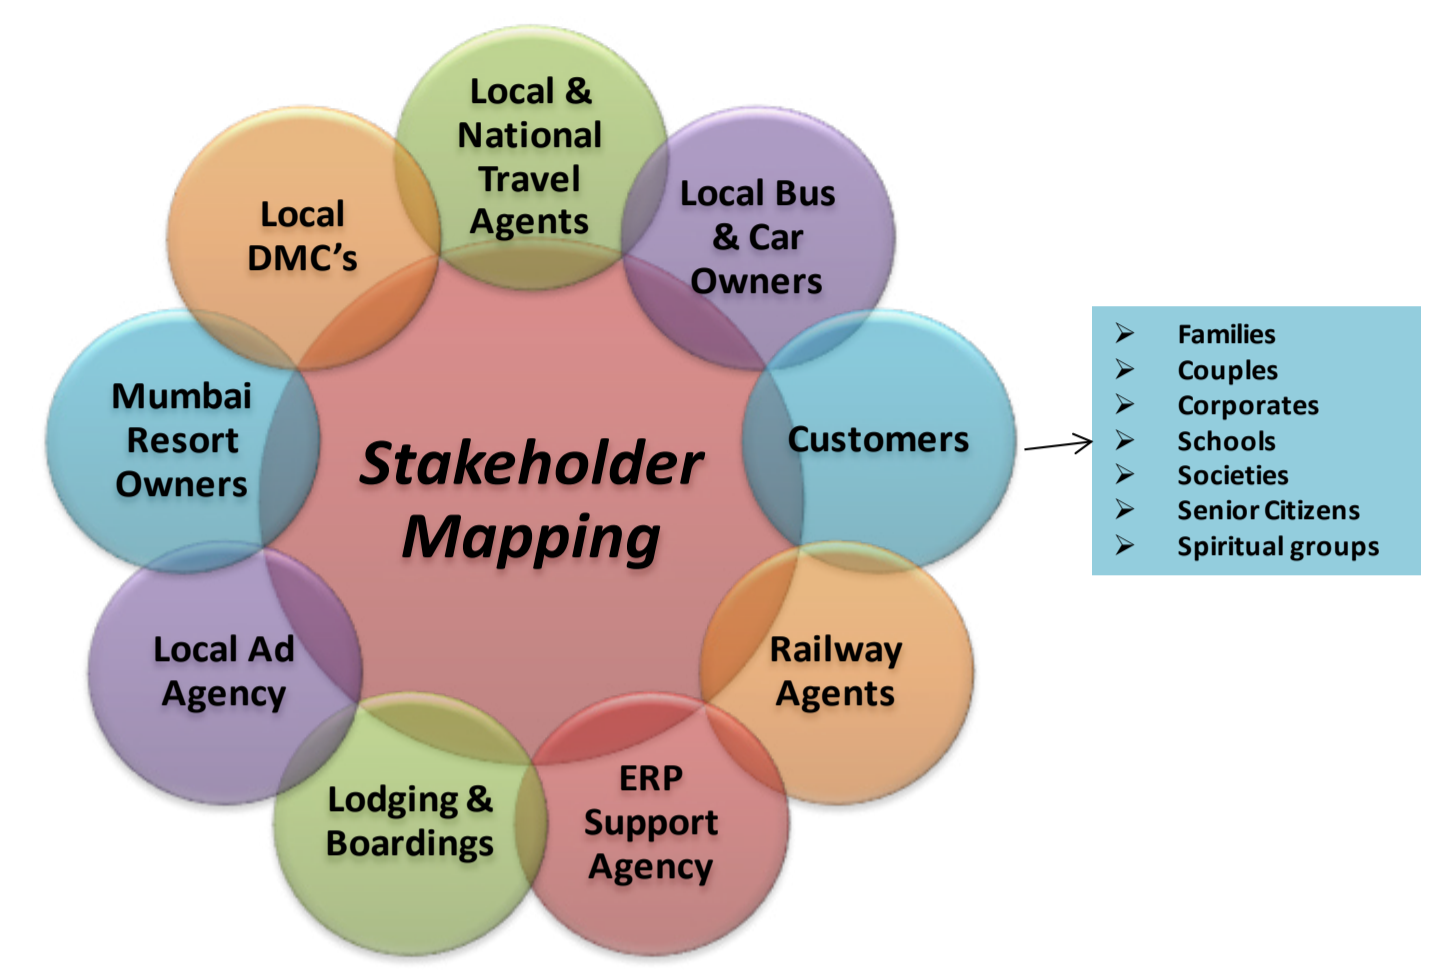 Local &
National
Travel
Agents
Local Bus
& Car
Owners
Customers
Families
Couples
Corporates
Schools
Societies
Senior Citizens
Spiritual groups
Railway
Agents
ERP
Support
Agency
Lodging &
Boardings
Local Ad
Agency
Mumbai
Resort
Owners
Local
DMC’s
Stakeholder
Mapping